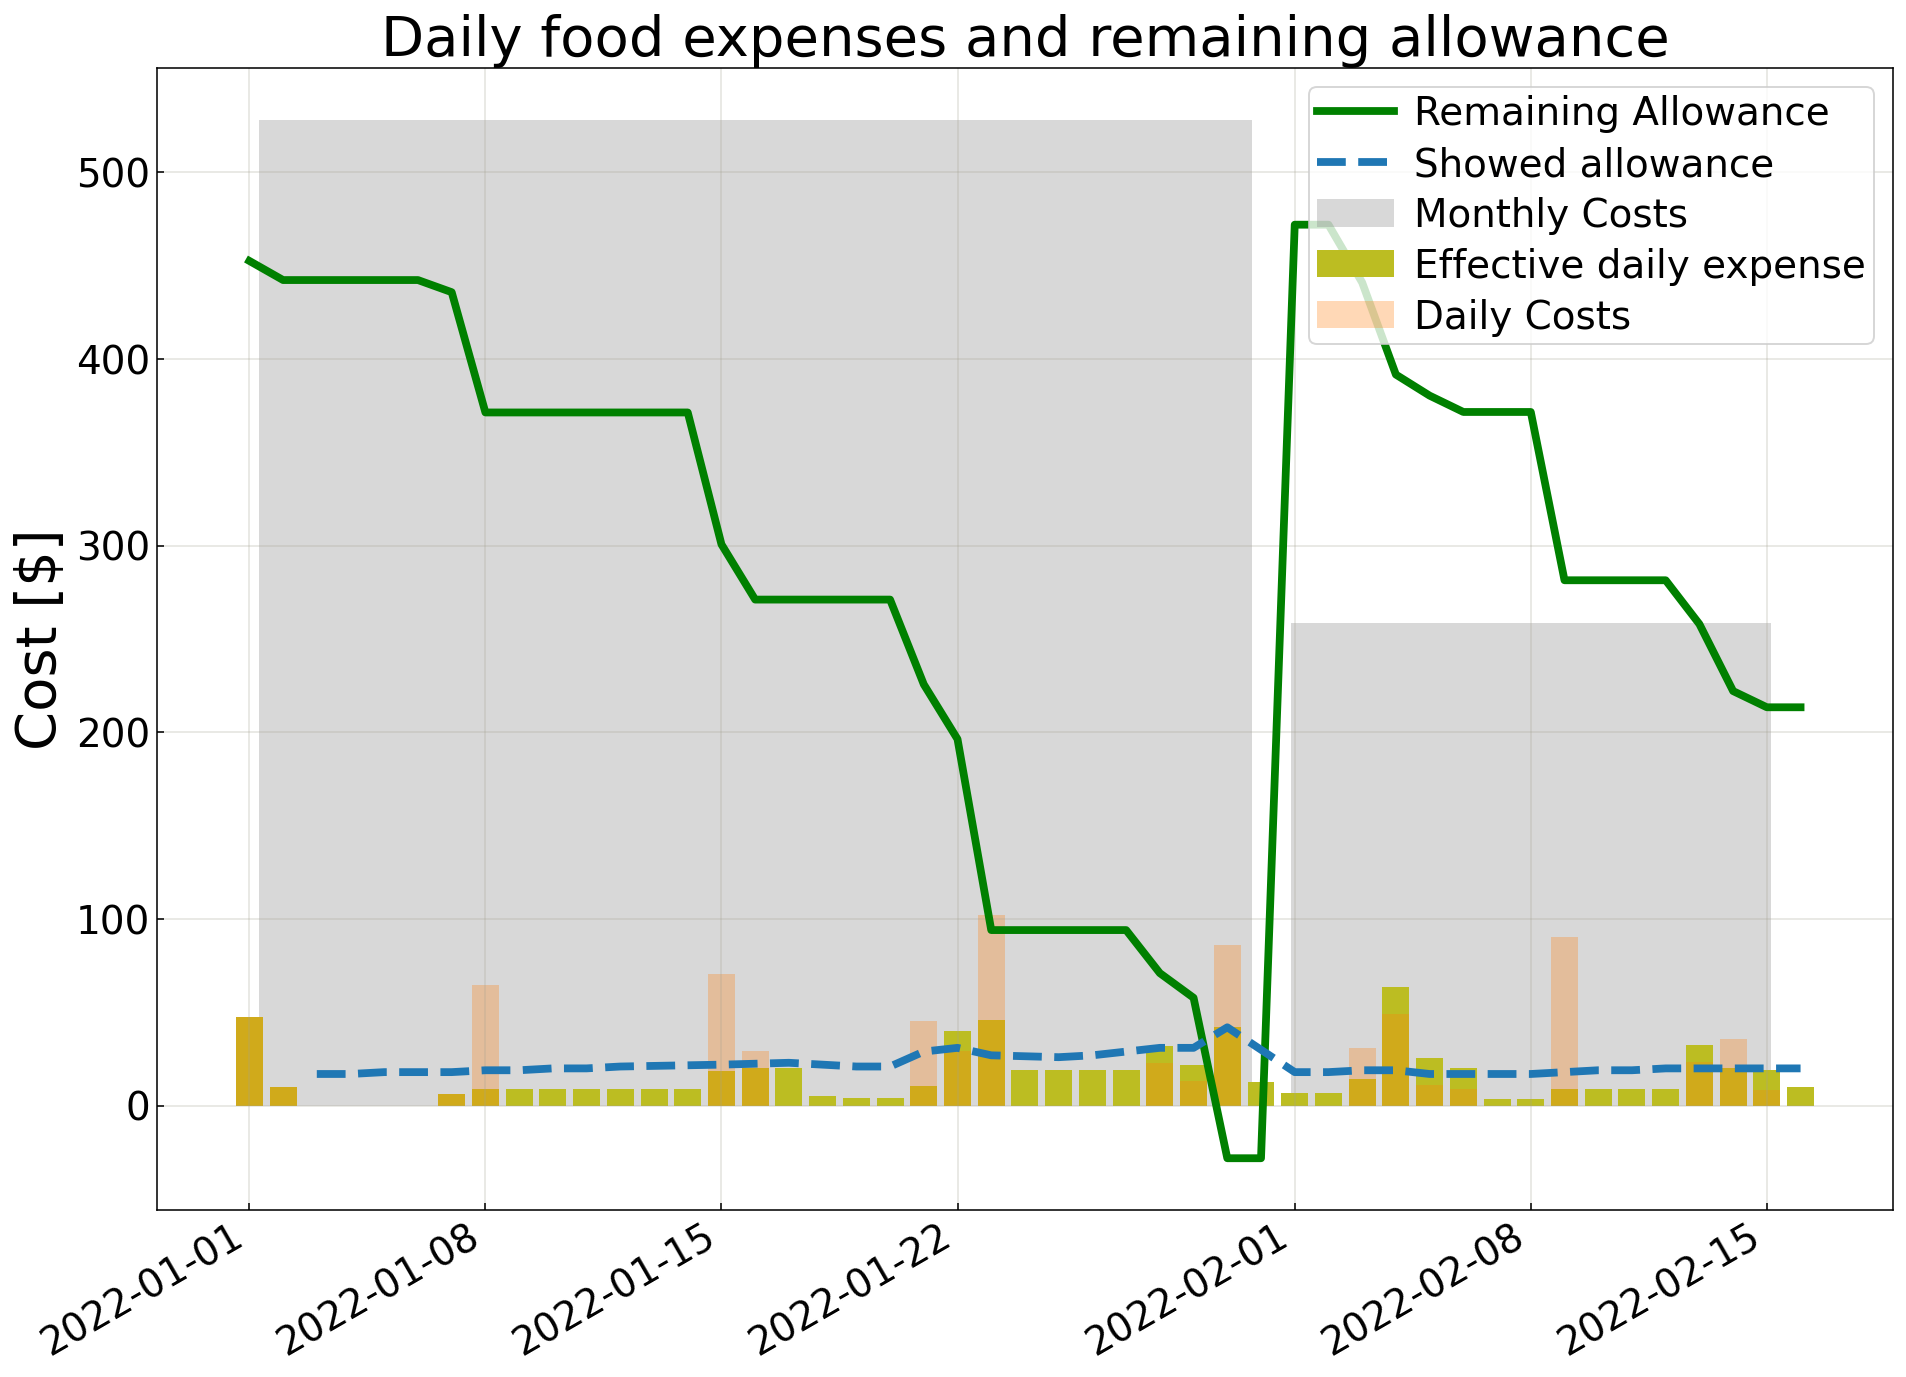 Daily food expenses and remaining allowance
Remaining Allowance
Showed allowance
Monthly Costs
Effective daily expense
Daily Costs
Cost [$]
500
400
300
200
100
0
2022-01-01
2022-01-08
2022-01-15
2022-01-22
2022-02-01
2022-02-08
2022-02-15